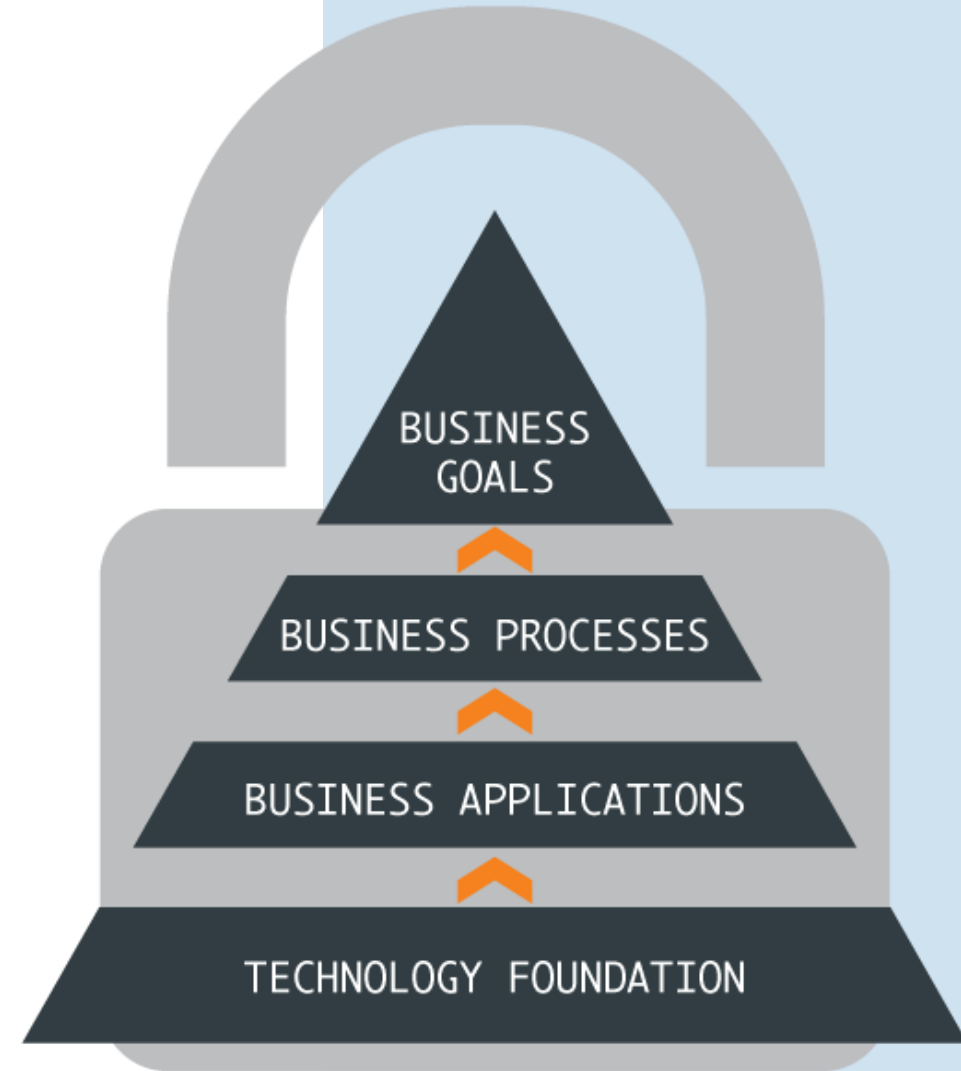 BUSINESS
GOALS
BUSINESS PROCESSES
BUSINESS APPLICATIONS
TECHNOLOGY FOUNDATION